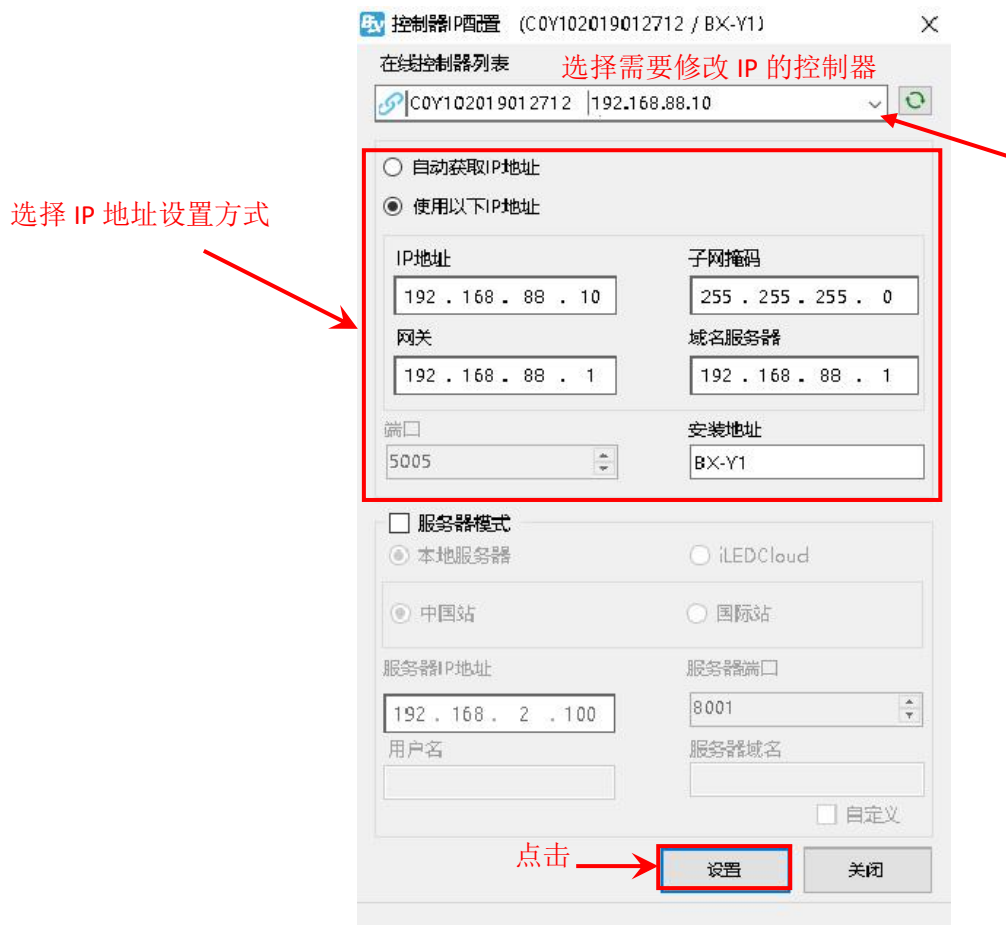 控制器IP配置 (C0Y102019012712 / BX-Y1)
在线控制器列表
选择需要修改 IP 的控制器
C0Y102019012712 |192.168.88.10
自动获取IP地址
使用以下IP地址
选择 IP 地址设置方式
IP地址 子网掩码
192 . 168 . 88 . 10 255 . 255 . 255 . 0
网关 域名服务器
192 . 168 . 88 . 1 192 . 168 . 88 . 1
端口 安装地址
5005 BX-Y1
服务器模式
本地服务器 iLEDCloud
中国站 国际站
服务器IP地址 服务器端口
192 . 168 . 2 . 100 8001
用户名 服务器域名
自定义
点击 设置 关闭